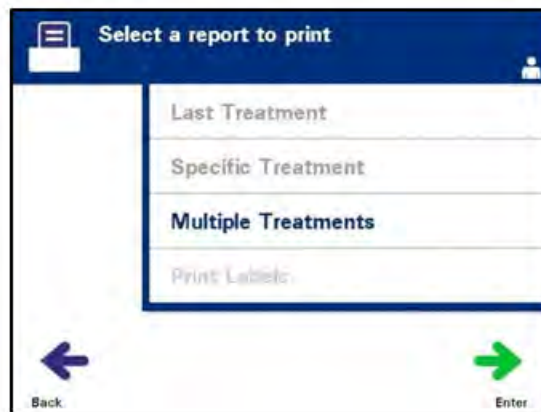 Select a report to print
Last Treatment
Specific Treatment
Multiple Treatments
Print Labels
Back
Enter